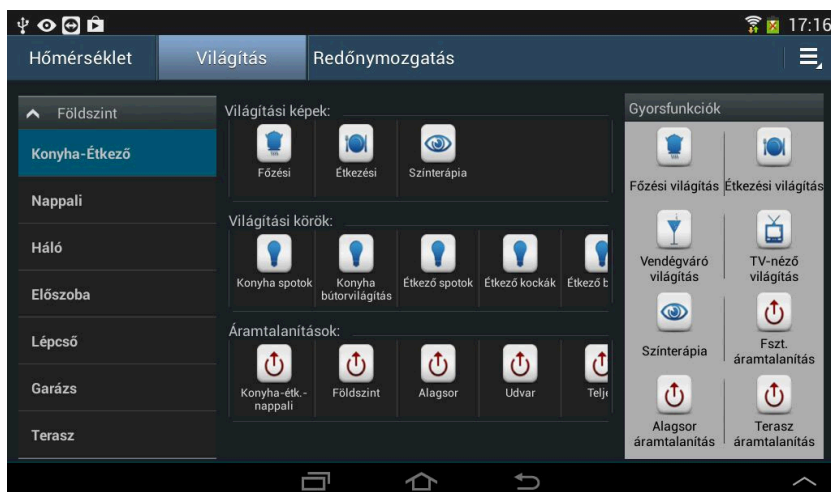 17:16
Hőmérséklet
Világítás
Redőnymozgatás
Földszint
Konyha-Étkező
Nappali
Háló
Előszoba
Lépcső
Garázs
Terasz
Világítási képek:
Főzési
Étkezési
Színterápia
Világítási körök:
Konyha spotok
Konyha
bútorvilágítás
Étkező spotok
Étkező kockák
Étkező b
Áramtalanítások:
Konyha-étk.-
nappali
Földszint
Alagsor
Udvar
Telje
Gyorsfunkciók
Főzési világítás
Étkezési világítás
Vendégváró
világítás
TV-néző
világítás
Színterápia
Fszt.
áramtalanítás
Alagsor
áramtalanítás
Terasz
áramtalanítás